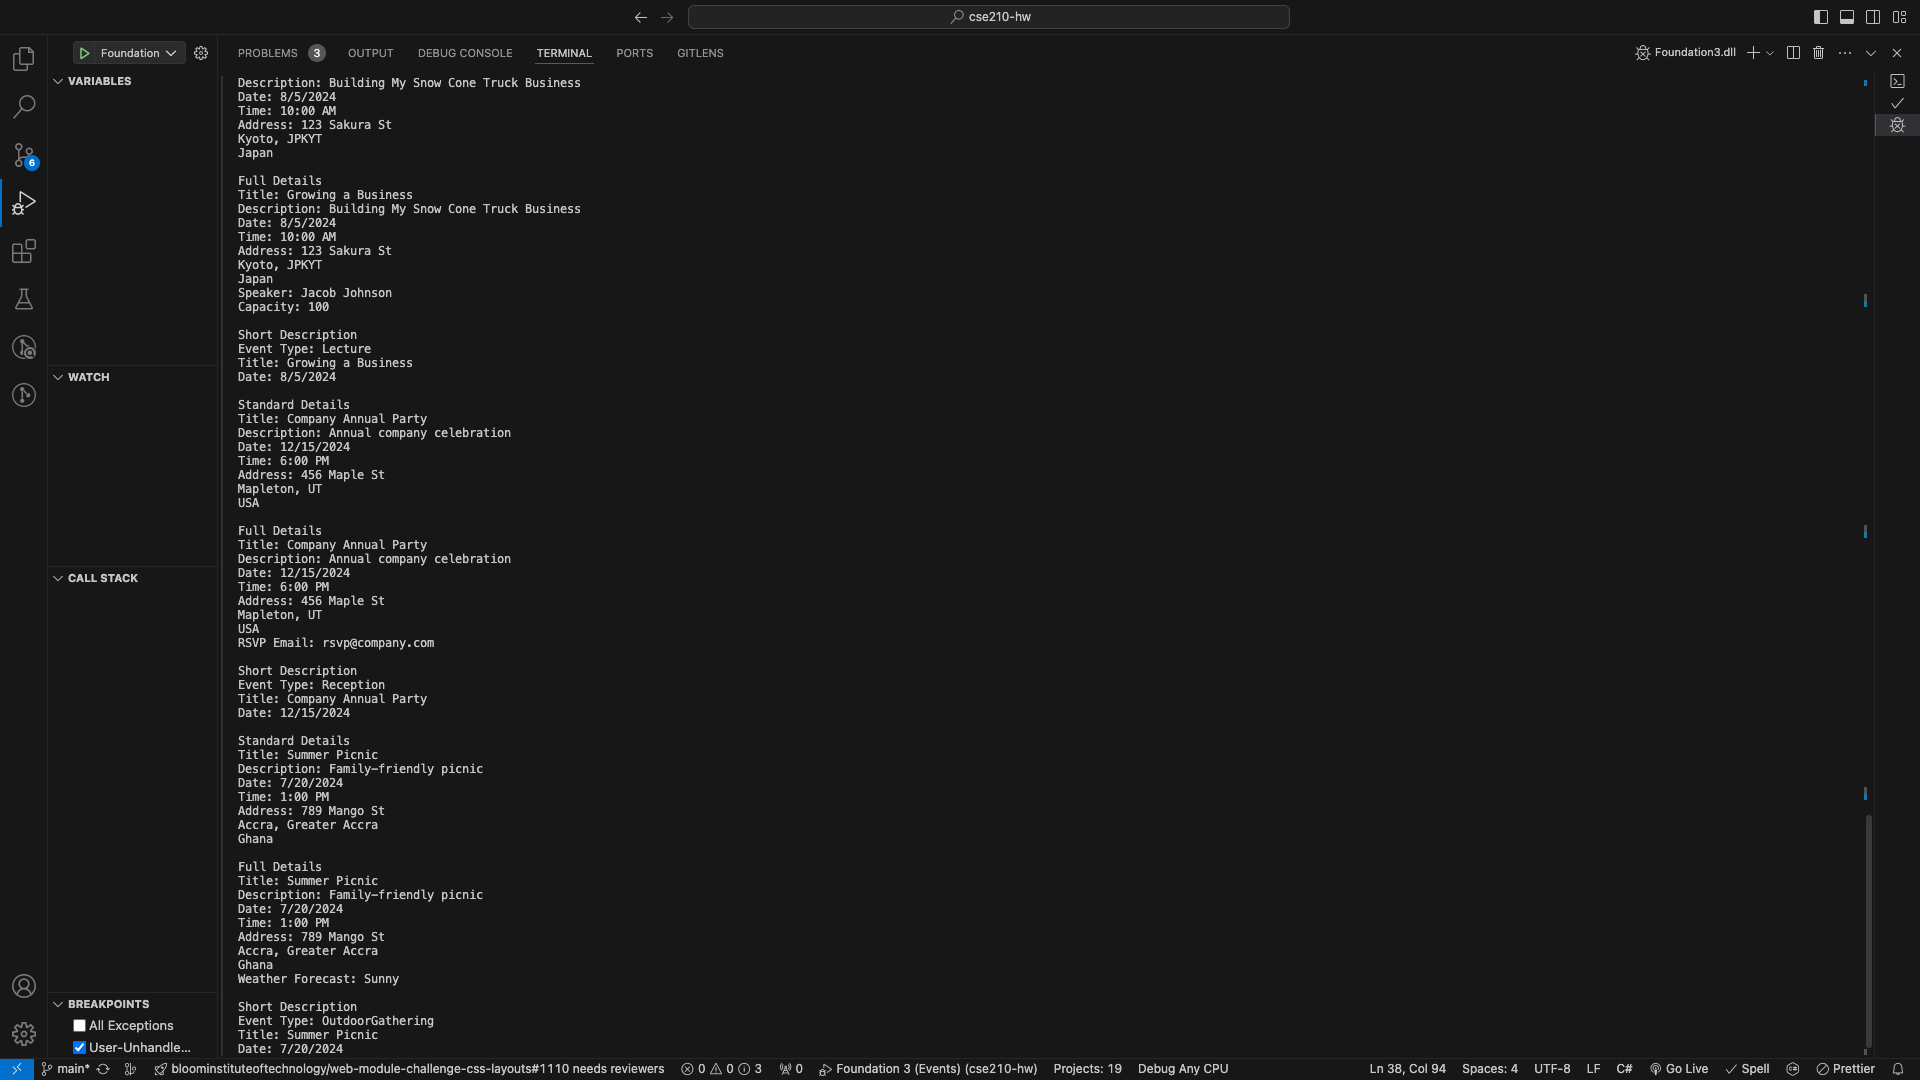 cse210-hw
Foundation
PROBLEMS 3 OUTPUT DEBUG CONSOLE TERMINAL PORTS GITLENS
Foundation3.dll
VARIABLES
WATCH
CALL STACK
BREAKPOINTS
All Exceptions
User-Unhandle...
6
Description: Building My Snow Cone Truck Business
Date: 8/5/2024
Time: 10:00 AM
Address: 123 Sakura St
Kyoto, JPKYT
Japan
Full Details
Title: Growing a Business
Description: Building My Snow Cone Truck Business
Date: 8/5/2024
Time: 10:00 AM
Address: 123 Sakura St
Kyoto, JPKYT
Japan
Speaker: Jacob Johnson
Capacity: 100
Short Description
Event Type: Lecture
Title: Growing a Business
Date: 8/5/2024
Standard Details
Title: Company Annual Party
Description: Annual company celebration
Date: 12/15/2024
Time: 6:00 PM
Address: 456 Maple St
Mapleton, UT
USA
Full Details
Title: Company Annual Party
Description: Annual company celebration
Date: 12/15/2024
Time: 6:00 PM
Address: 456 Maple St
Mapleton, UT
USA
RSVP Email: rsvp@company.com
Short Description
Event Type: Reception
Title: Company Annual Party
Date: 12/15/2024
Standard Details
Title: Summer Picnic
Description: Family-friendly picnic
Date: 7/20/2024
Time: 1:00 PM
Address: 789 Mango St
Accra, Greater Accra
Ghana
Full Details
Title: Summer Picnic
Description: Family-friendly picnic
Date: 7/20/2024
Time: 1:00 PM
Address: 789 Mango St
Accra, Greater Accra
Ghana
Weather Forecast: Sunny
Short Description
Event Type: OutdoorGathering
Title: Summer Picnic
Date: 7/20/2024
main* bloominstituteoftechnology/web-module-challenge-css-layouts#1110 needs reviewers 0 0 3 0 Foundation 3 (Events) (cse210-hw) Projects: 19 Debug Any CPU Ln 38, Col 94 Spaces: 4 UTF-8 LF C# Go Live Spell Prettier